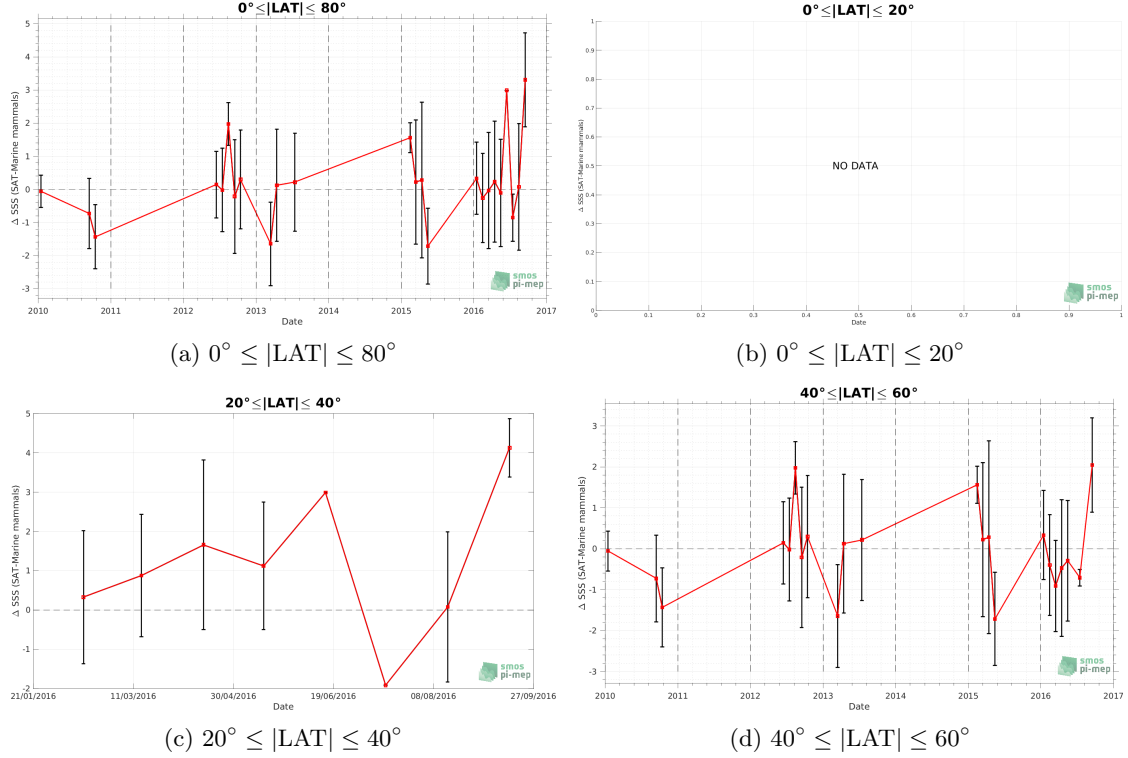 0°≤|LAT|≤ 80°
5
4
3
2
1
0
-1
-2
-3
Δ SSS (SAT-Marine mammals)
2010 2011 2012 2013 2014 2015 2016 2017
Date
smos
pi-mep
(a) 0° ≤ |LAT| ≤ 80°
0°≤|LAT|≤ 20°
1
0.9
0.8
0.7
0.6
0.5
0.4
0.3
0.2
0.1
0
Δ SSS (SAT-Marine mammals)
NO DATA
0 0.1 0.2 0.3 0.4 0.5 0.6 0.7 0.8 0.9 1
Date
smos
pi-mep
(b) 0° ≤ |LAT| ≤ 20°
20°≤|LAT|≤ 40°
5
4
3
2
1
0
-1
-2
Δ SSS (SAT-Marine mammals)
21/01/2016 11/03/2016 30/04/2016 19/06/2016 08/08/2016 27/09/2016
Date
smos
pi-mep
(c) 20° ≤ |LAT| ≤ 40°
40°≤|LAT|≤ 60°
3
2
1
0
-1
-2
-3
Δ SSS (SAT-Marine mammals)
2010 2011 2012 2013 2014 2015 2016 2017
Date
smos
pi-mep
(d) 40° ≤ |LAT| ≤ 60°